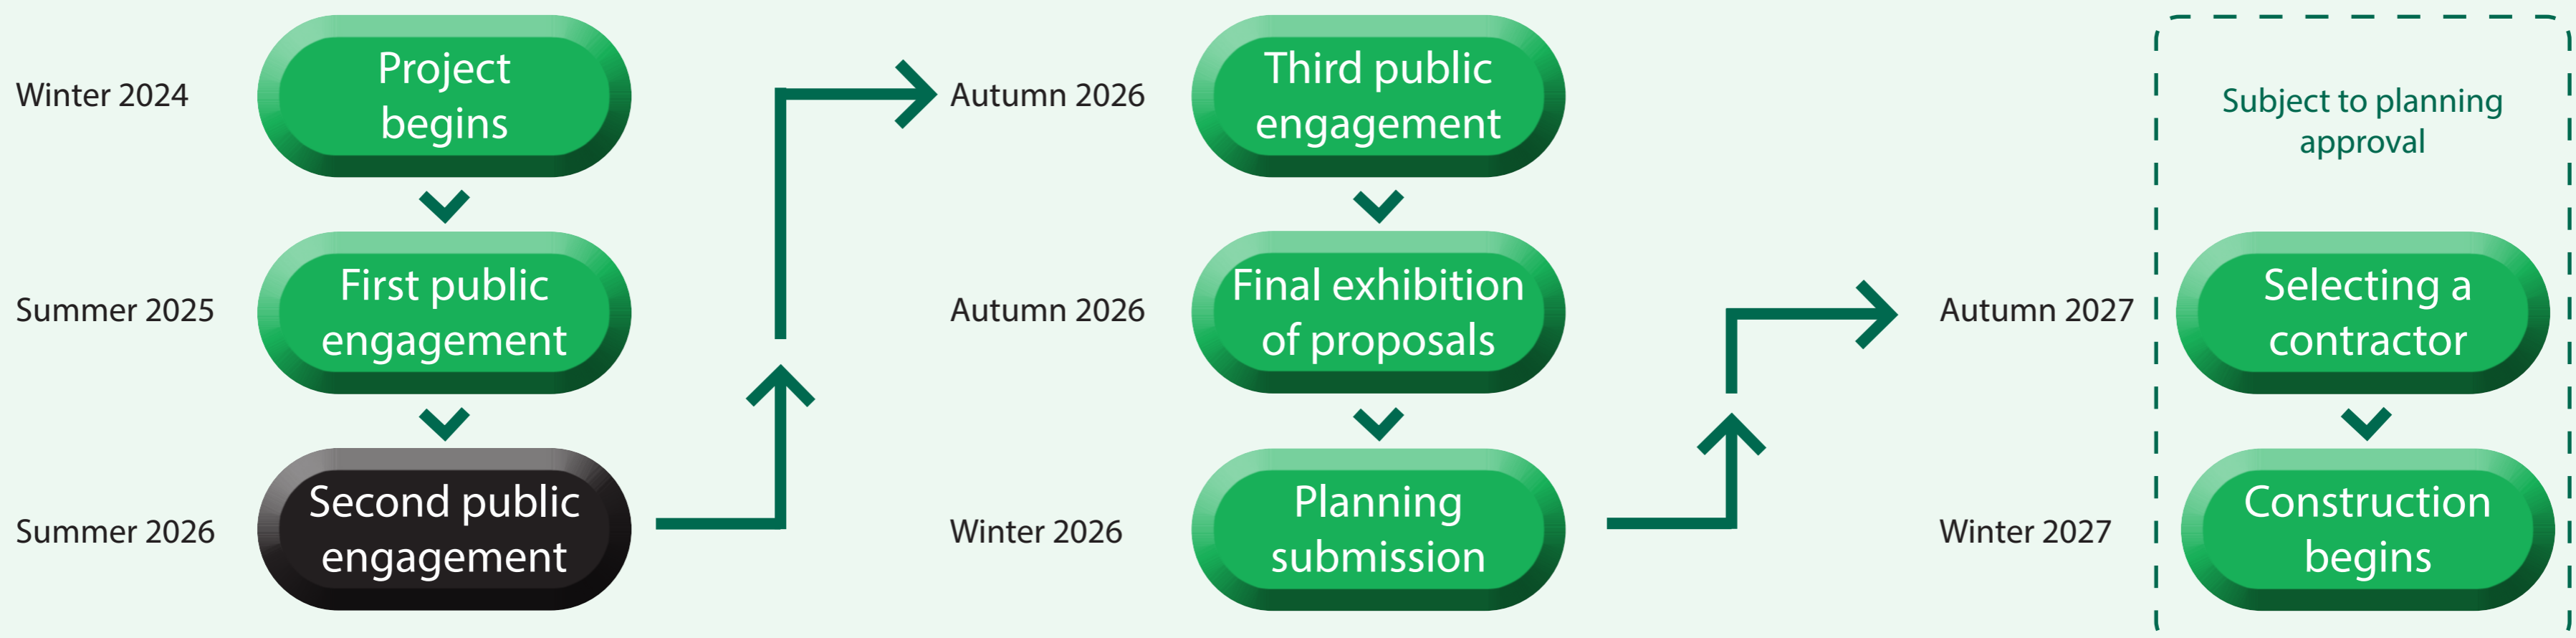 Winter 2024
Project
begins
Summer 2025
First public
engagement
Summer 2026
Second public
engagement
Autumn 2026
Third public
engagement
Autumn 2026
Final exhibition
of proposals
Winter 2026
Planning
submission
Subject to planning
approval
Autumn 2027
Selecting a
contractor
Winter 2027
Construction
begins